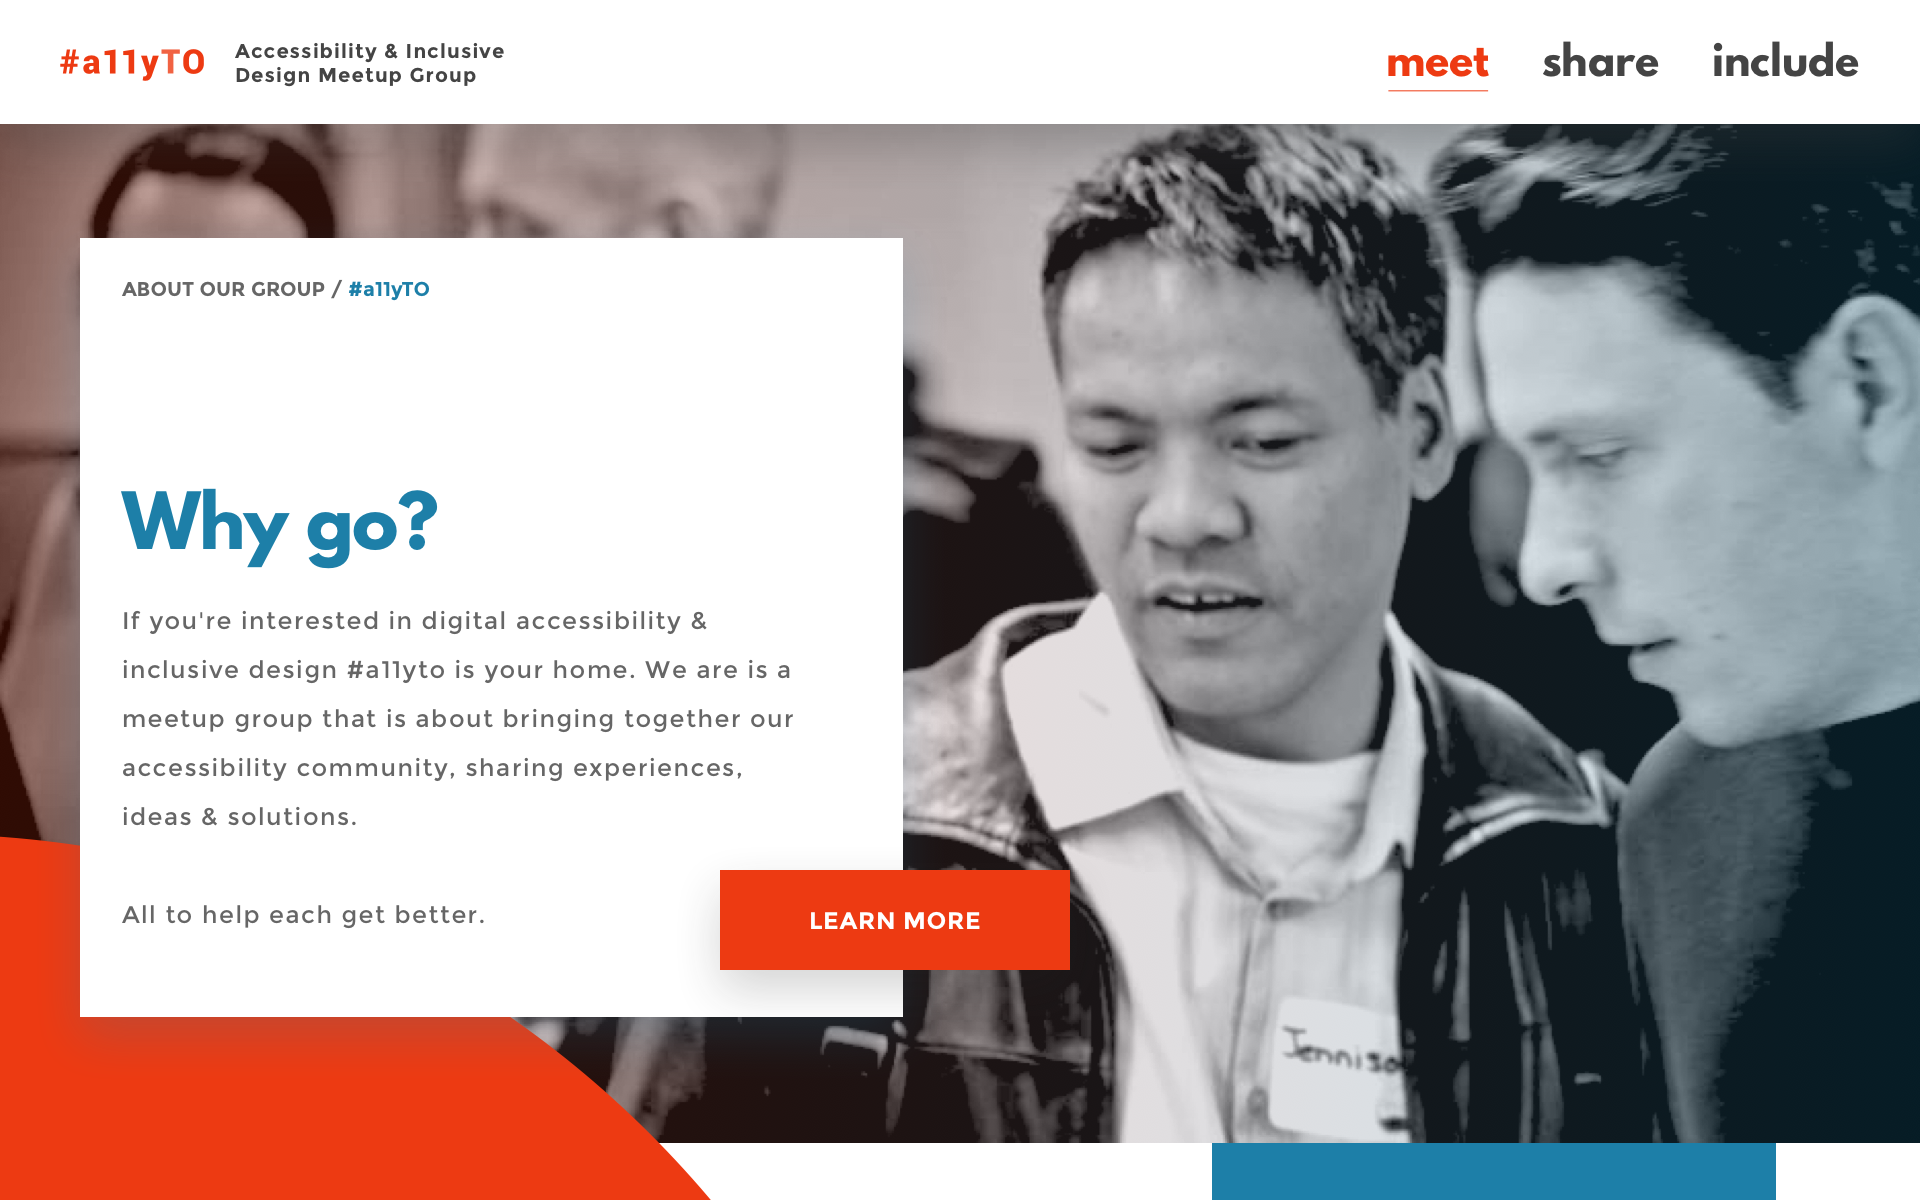 #a11yTO
Accessibility & Inclusive
Design Meetup Group
meet share include
ABOUT OUR GROUP / #a11yTO
Why go?
If you're interested in digital accessibility &
inclusive design #a11yto is your home. We are is a
meetup group that is about bringing together our
accessibility community, sharing experiences,
ideas & solutions.
All to help each get better.
LEARN MORE
Jenniso